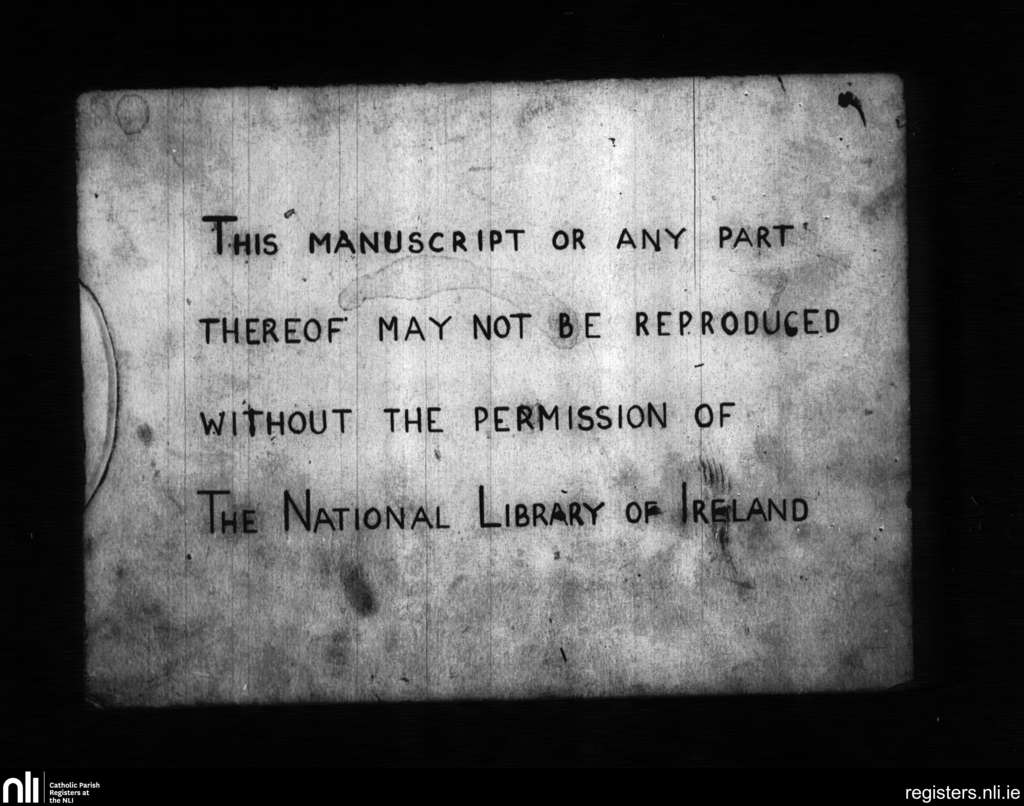 This manuscript or any part
thereof may not be reproduced
without the permission of
The National Library of Ireland
nli
Catholic Parish
Registers at
the NLI
registers.nli.ie